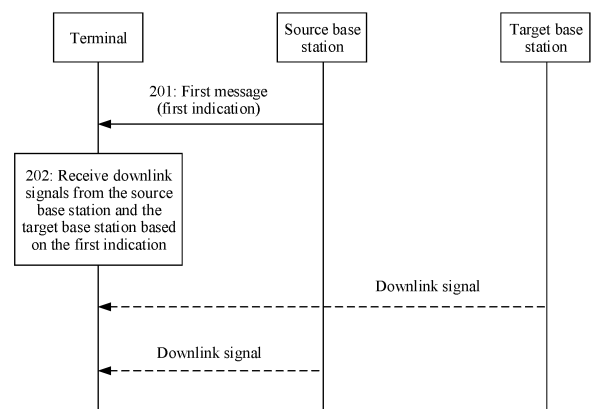 Terminal
Source base
station
Target base
station
201: First message
(first indication)
202: Receive downlink
signals from the source
base station and the
target base station based
on the first indication
Downlink signal
Downlink signal